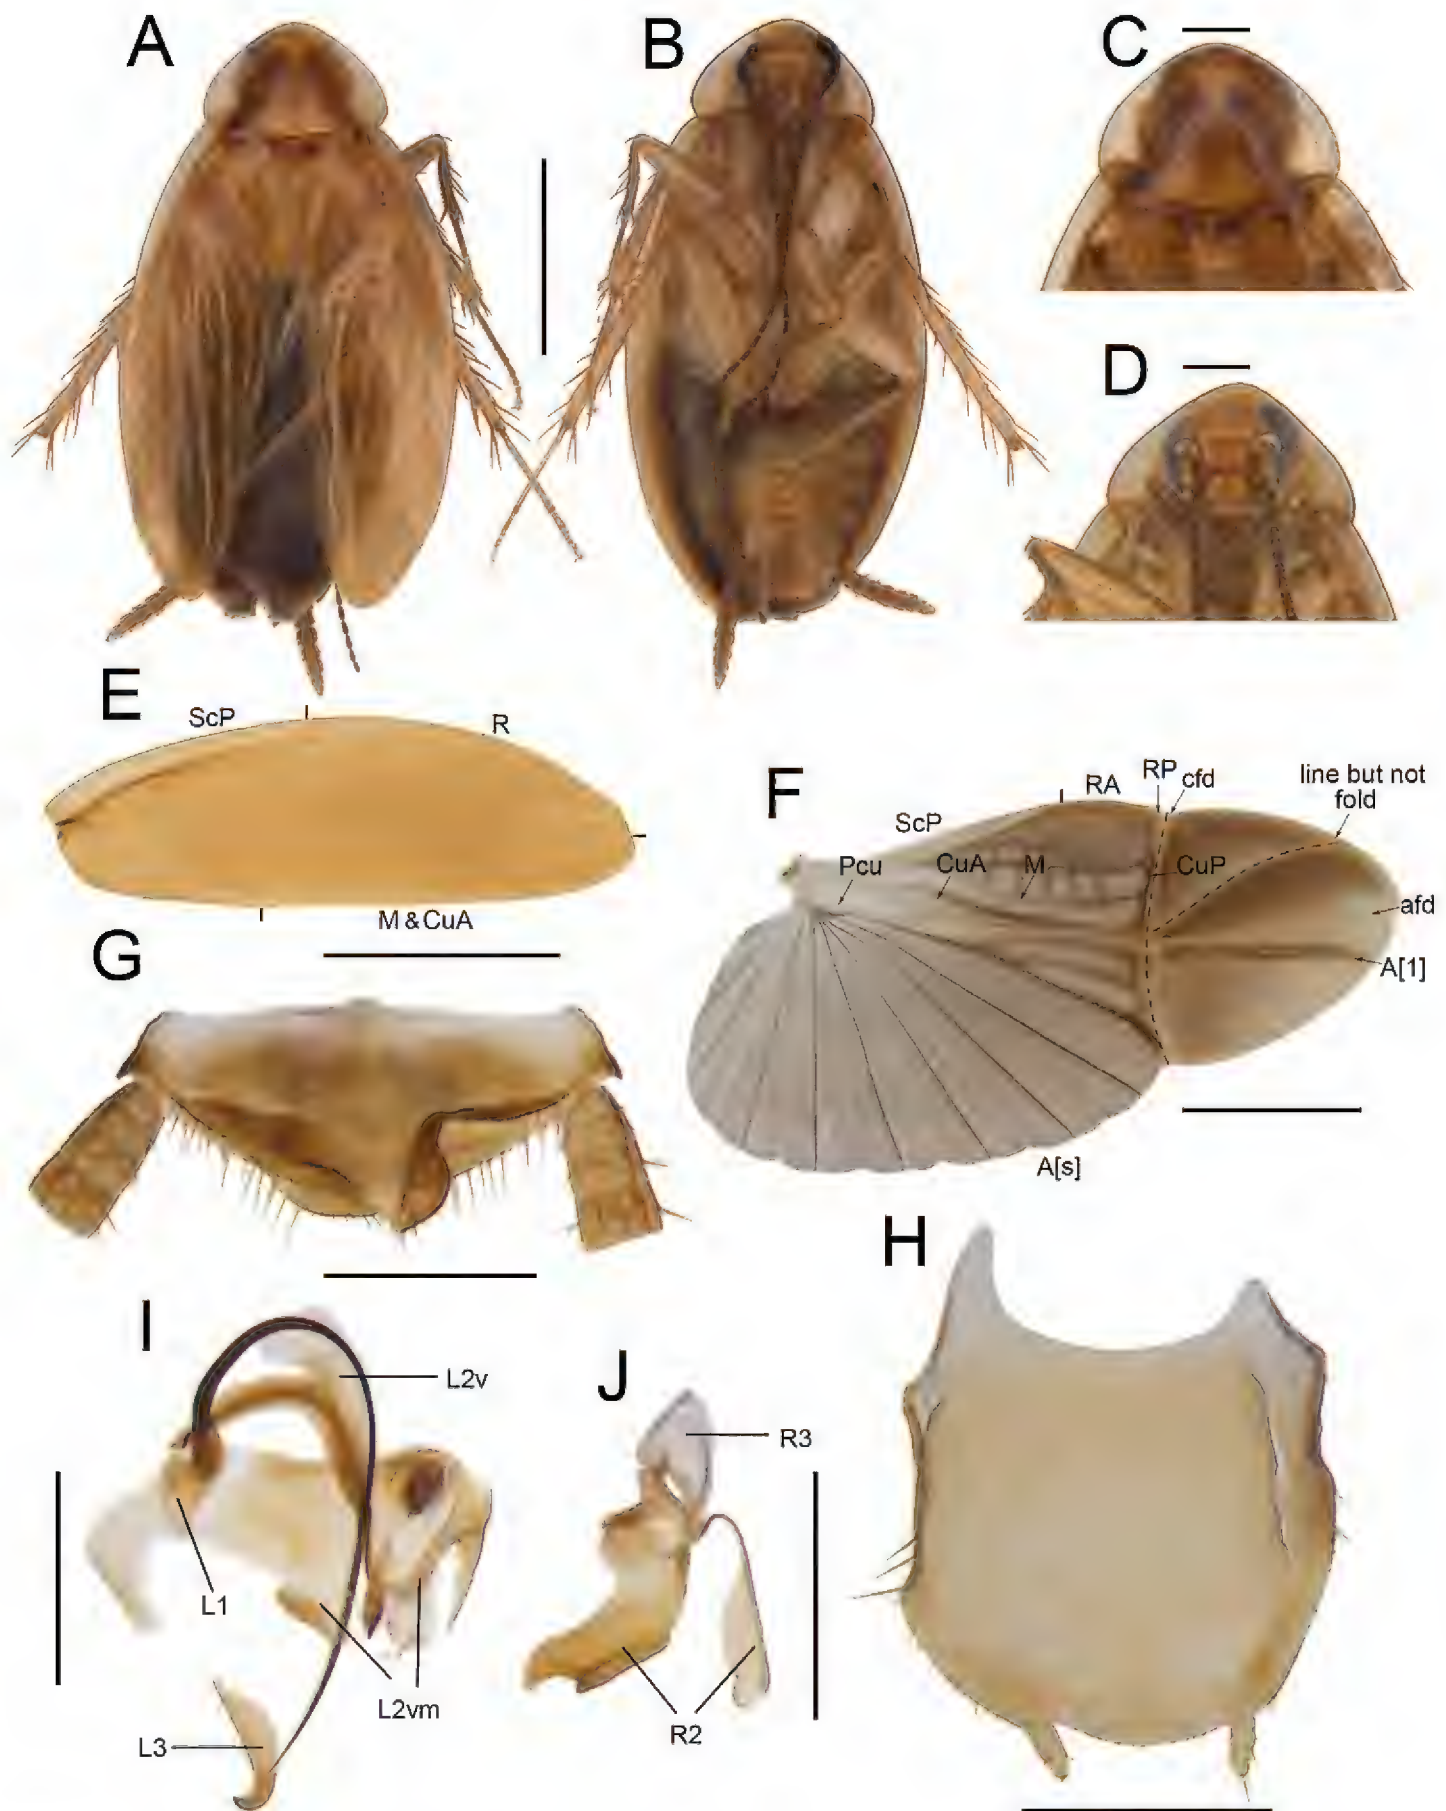 A
B
C
D
E
ScP
R
M & CuA
F
ScP
RA
RP
cfd
line but not
fold
Pcu
CuA
M
CuP
afd
A[1]
A[s]
G
H
I
L2v
L1
L2vm
L3
J
R3
R2